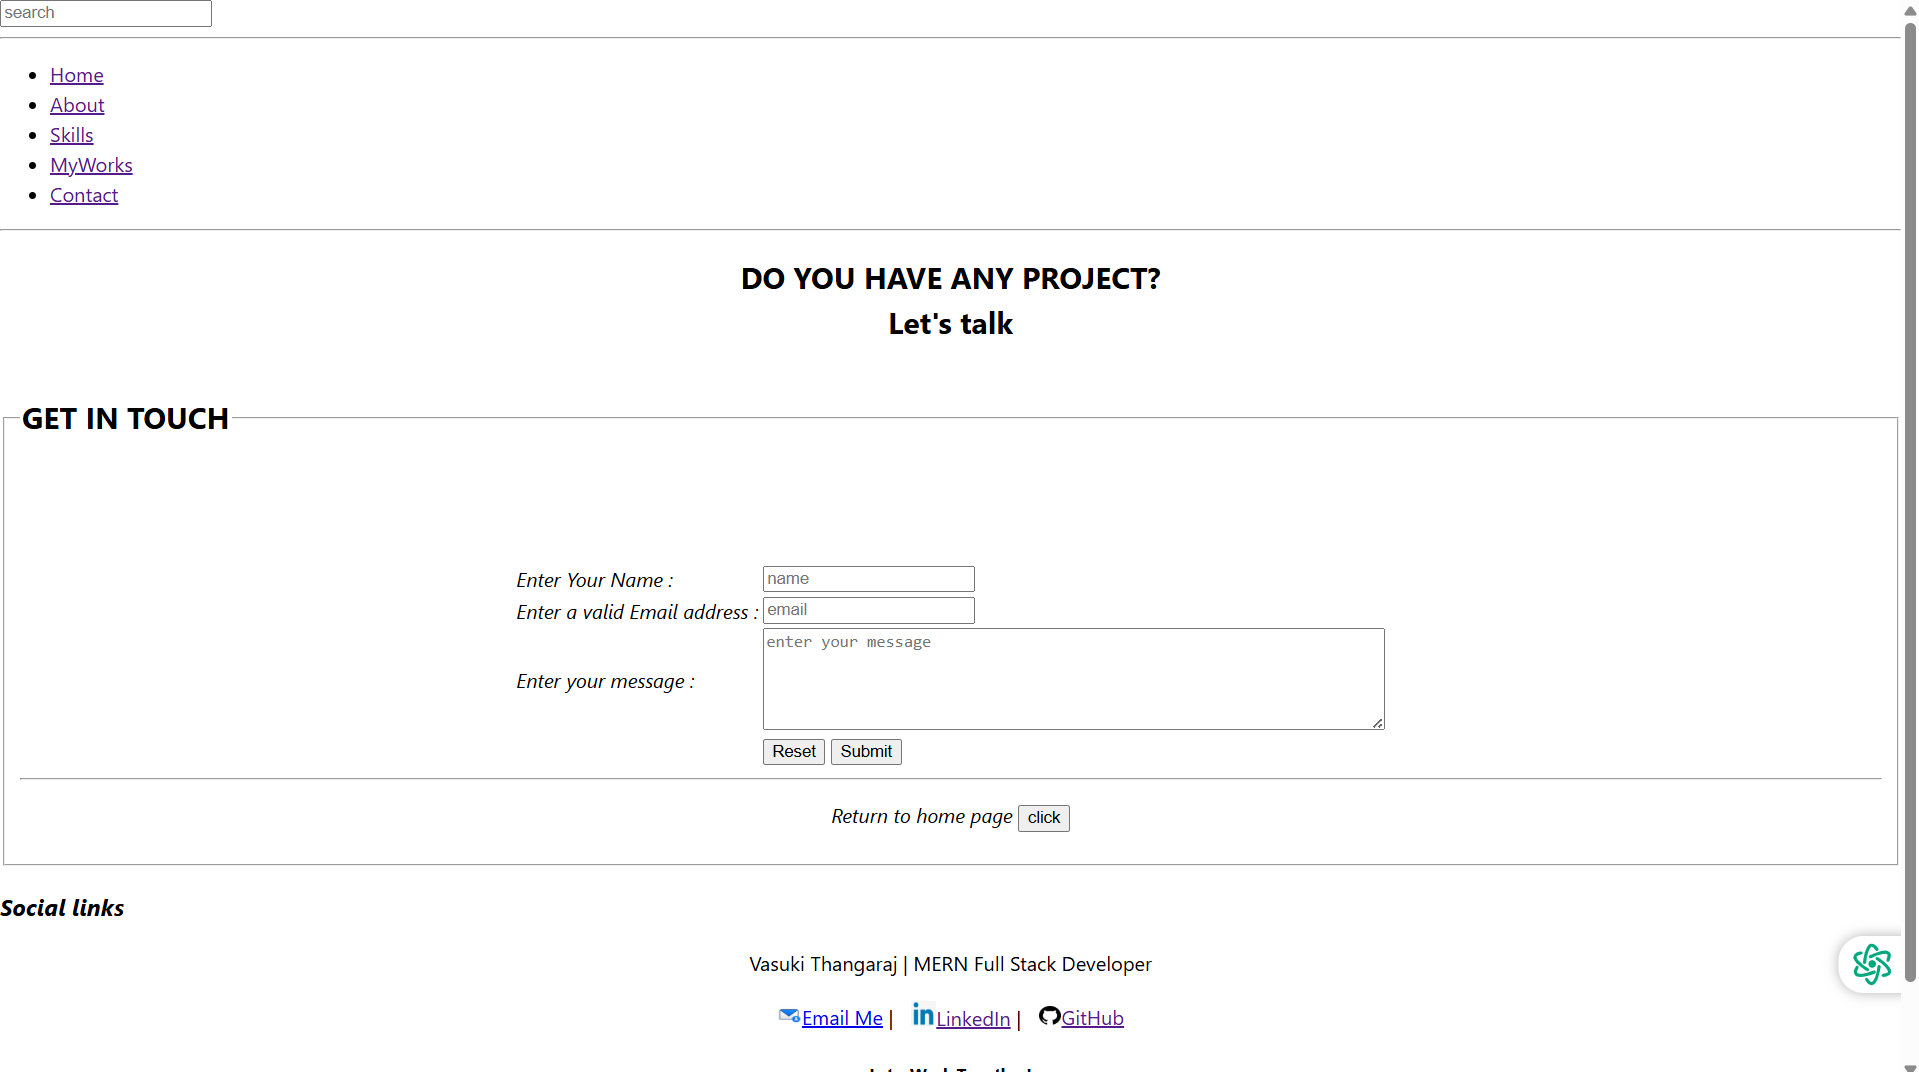 search
Home
About
Skills
MyWorks
Contact
DO YOU HAVE ANY PROJECT?
Let's talk
GET IN TOUCH
Enter Your Name : name
Enter a valid Email address : email
Enter your message : enter your message
Reset Submit
Return to home page click
Social links
Vasuki Thangaraj | MERN Full Stack Developer
Email Me | in LinkedIn | GitHub